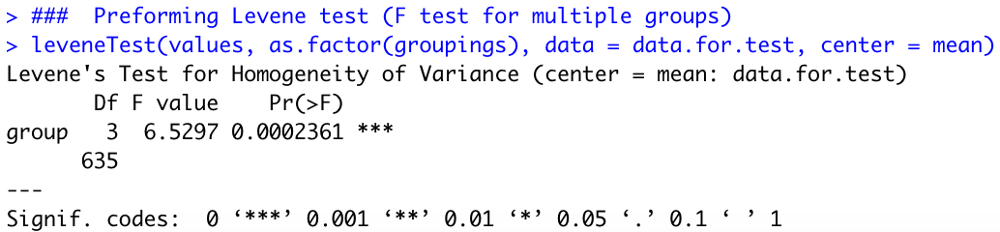 > ###  Preforming Levene test (F test for multiple groups)
> leveneTest(values, as.factor(groupings), data = data.for.test, center = mean)
Levene's Test for Homogeneity of Variance (center = mean: data.for.test)
       Df F value    Pr(>F)
group   3  6.5297 0.0002361 ***
      635
---
Signif. codes:  0 ‘***’ 0.001 ‘**’ 0.01 ‘*’ 0.05 ‘.’ 0.1 ‘ ’ 1